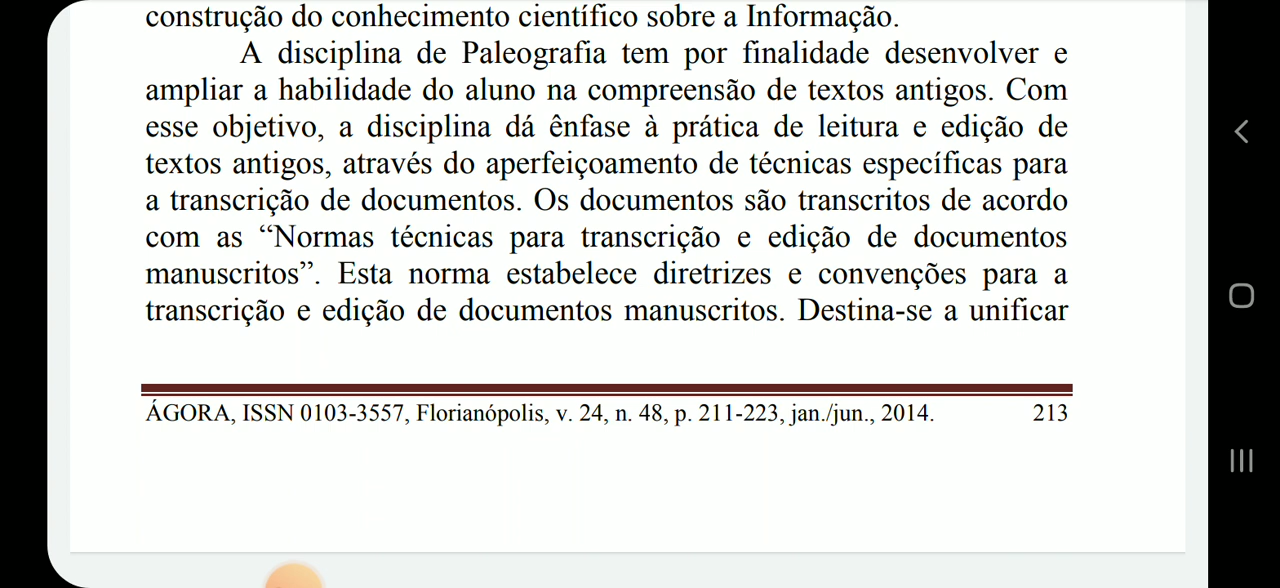 construção do conhecimento científico sobre a Informação.
A disciplina de Paleografia tem por finalidade desenvolver e
ampliar a habilidade do aluno na compreensão de textos antigos. Com
esse objetivo, a disciplina dá ênfase à prática de leitura e edição de
textos antigos, através do aperfeiçoamento de técnicas específicas para
a transcrição de documentos. Os documentos são transcritos de acordo
com as “Normas técnicas para transcrição e edição de documentos
manuscritos”. Esta norma estabelece diretrizes e convenções para a
transcrição e edição de documentos manuscritos. Destina-se a unificar
ÁGORA, ISSN 0103-3557, Florianópolis, v. 24, n. 48, p. 211-223, jan./jun., 2014. 213